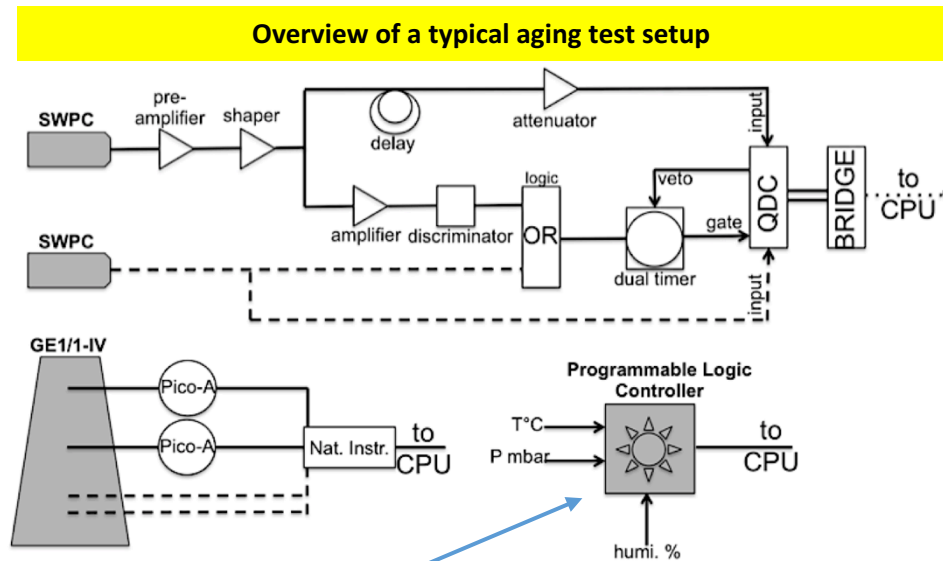 Overview of a typical aging test setup
SWPC
pre-
amplifier
shaper
delay
attenuator
input
amplifier
discriminator
logic
OR
veto
gate
dual timer
QDC
BRIDGE
to
CPU
SWPC
input
GE1/1-IV
Pico-A
Pico-A
Nat. Instr.
to
CPU
Programmable Logic
Controller
T°C
P mbar
humi. %
to
CPU